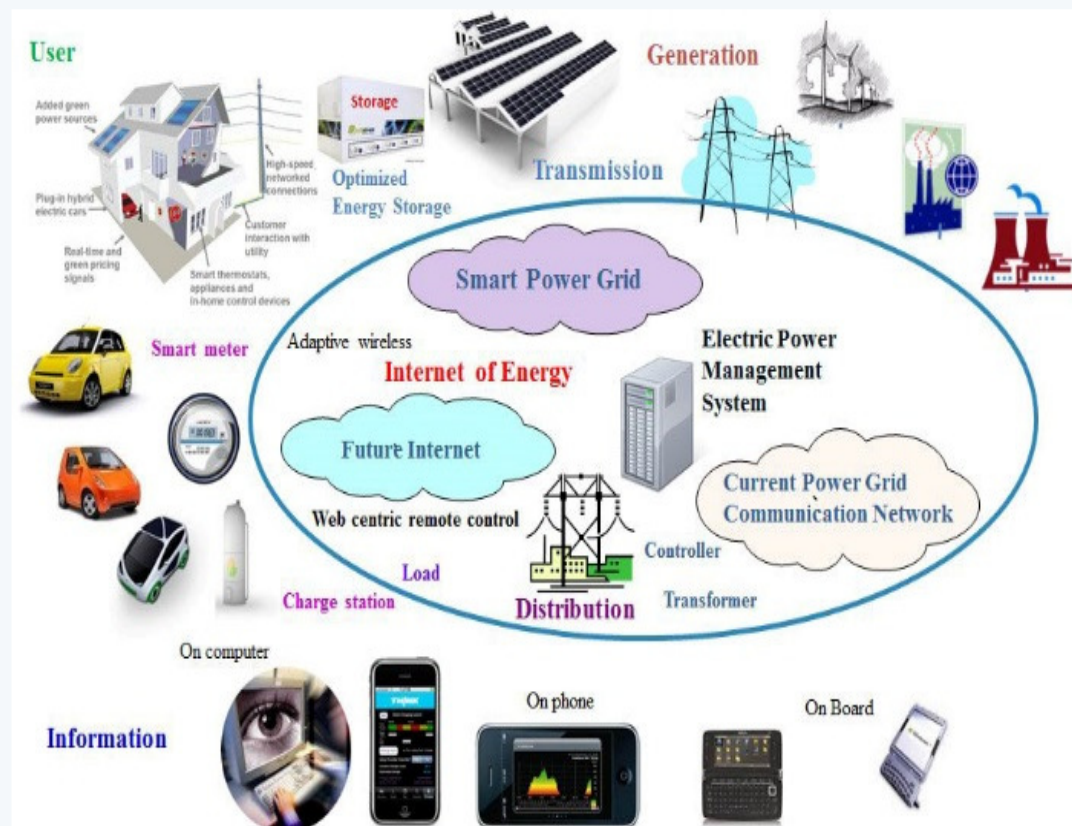 User
Generation
Added green
power sources
Storage
High-speed
networked
connections
Transmission
Optimized
Energy Storage
Plug-in hybrid
electric cars
Customer
interaction with
utility
Real-time and
green pricing
signals
Smart thermostats,
appliances and
in-home control devices
Smart Power Grid
Smart meter
Adaptive wireless
Internet of Energy
Electric Power
Management
System
Future Internet
Current Power Grid
Communication Network
Web centric remote control
Controller
Load
Charge station
Distribution
Transformer
On computer
On phone
On Board
Information